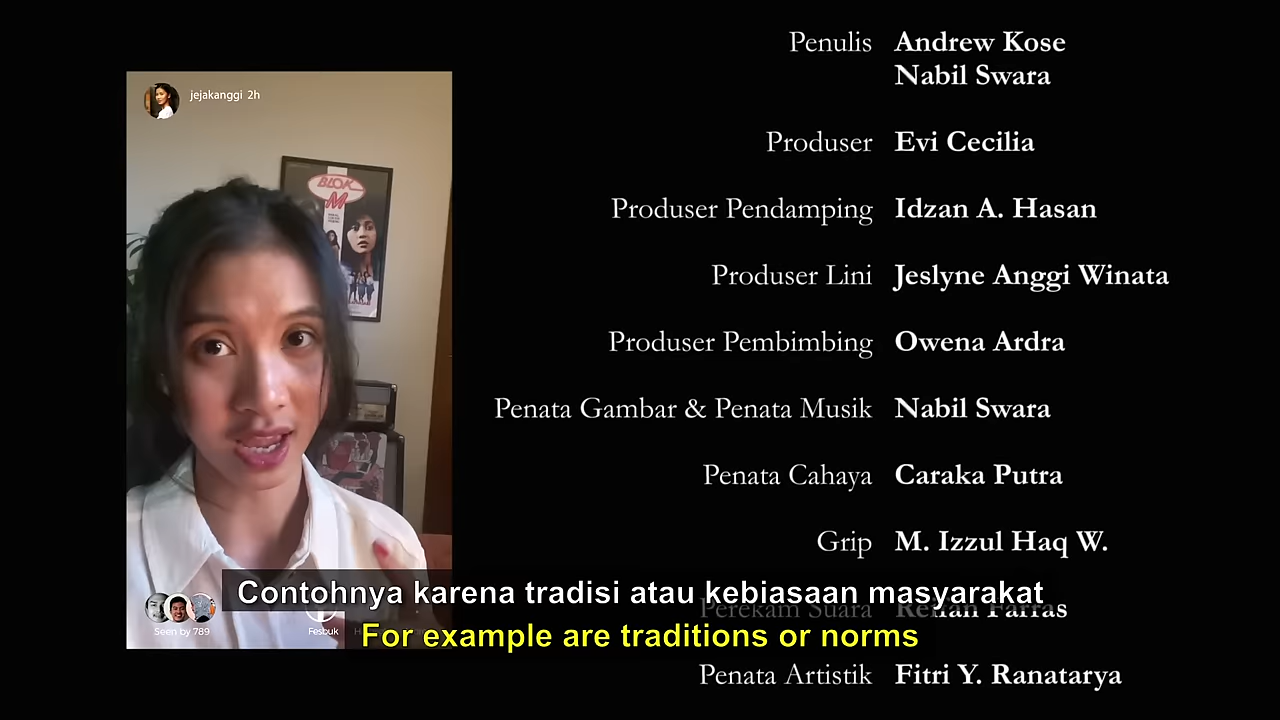 Penulis Andrew Kose
Nabil Swara
Produser Evi Cecilia
Produser Pendamping Idzan A. Hasan
Produser Lini Jeslyne Anggi Winata
Produser Pembimbing Owena Ardra
Penata Gambar & Penata Musik Nabil Swara
Penata Cahaya Caraka Putra
Grip M. Izzul Haq W.
Perekam Suara Farras
Penata Artistik Fitri Y. Ranatarya
jejakanggi 2h
BLOK
M
Seen by 789
Fesbuk
Contohnya karena tradisi atau kebiasaan masyarakat
For example are traditions or norms